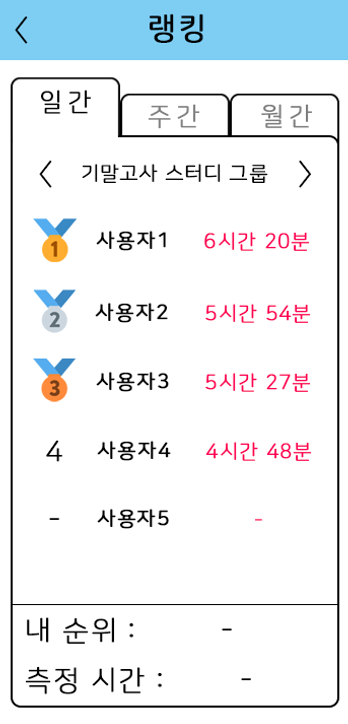 랭킹
일간 주간 월간
기말고사 스터디 그룹
1 사용자1 6시간 20분
2 사용자2 5시간 54분
3 사용자3 5시간 27분
4 사용자4 4시간 48분
- 사용자5 -
내 순위 : -
측정 시간 : -